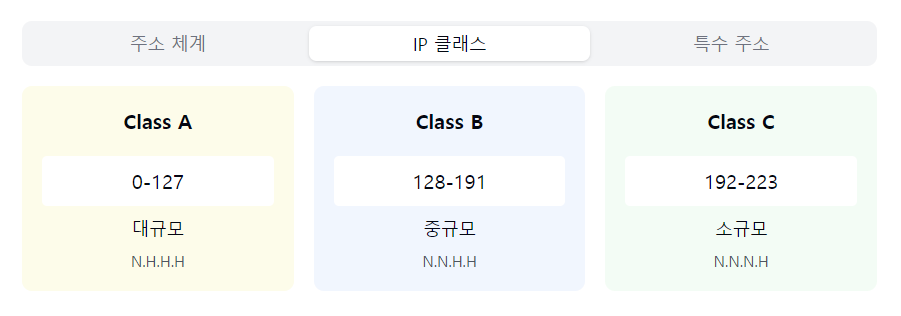 주소 체계
IP 클래스
특수 주소
Class A
0-127
대규모
N.H.H.H
Class B
128-191
중규모
N.N.H.H
Class C
192-223
소규모
N.N.N.H